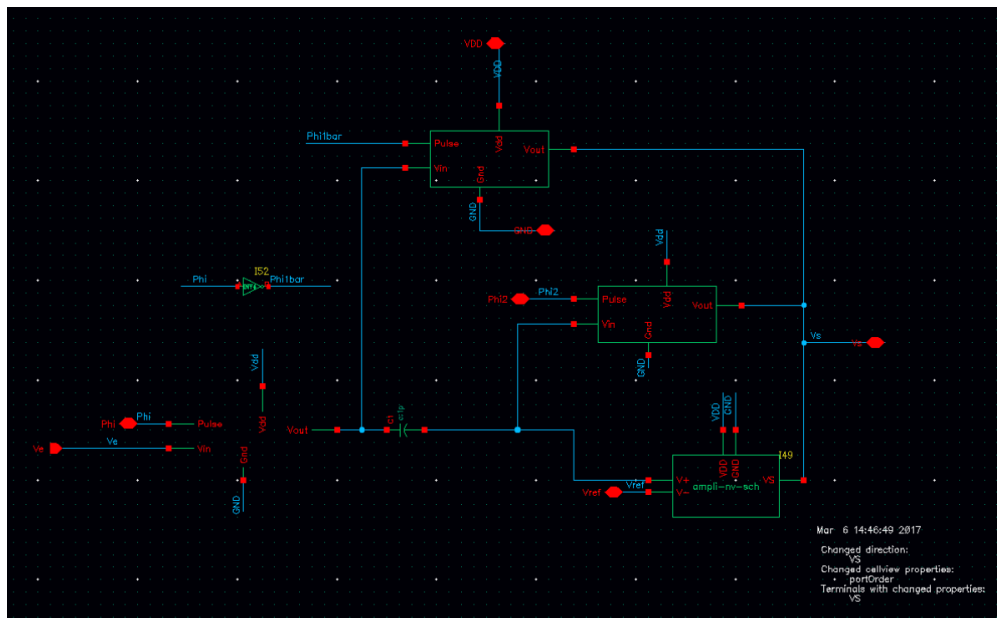 VDD
VDD
Phi1bar
Pulse
Vdd
Vout
Vin
Gnd
GND
GND
Vdd
I52
Phi
Phi1bar
Phi2
Phi2
Pulse
Vdd
Vout
Vin
Gnd
GND
Vs
Vs
Vdd
VDD
GND
Phi
Phi
Pulse
Vdd
Vout
C1
Ve
Ve
Vin
Gnd
GND
I49
VDD
GND
V+
ampli-nv-sch
VS
Vref
Vref
V-
Mar 6 14:46:49 2017
Changed direction:
VS
Changed cellview properties:
portOrder
Terminals with changed properties:
VS